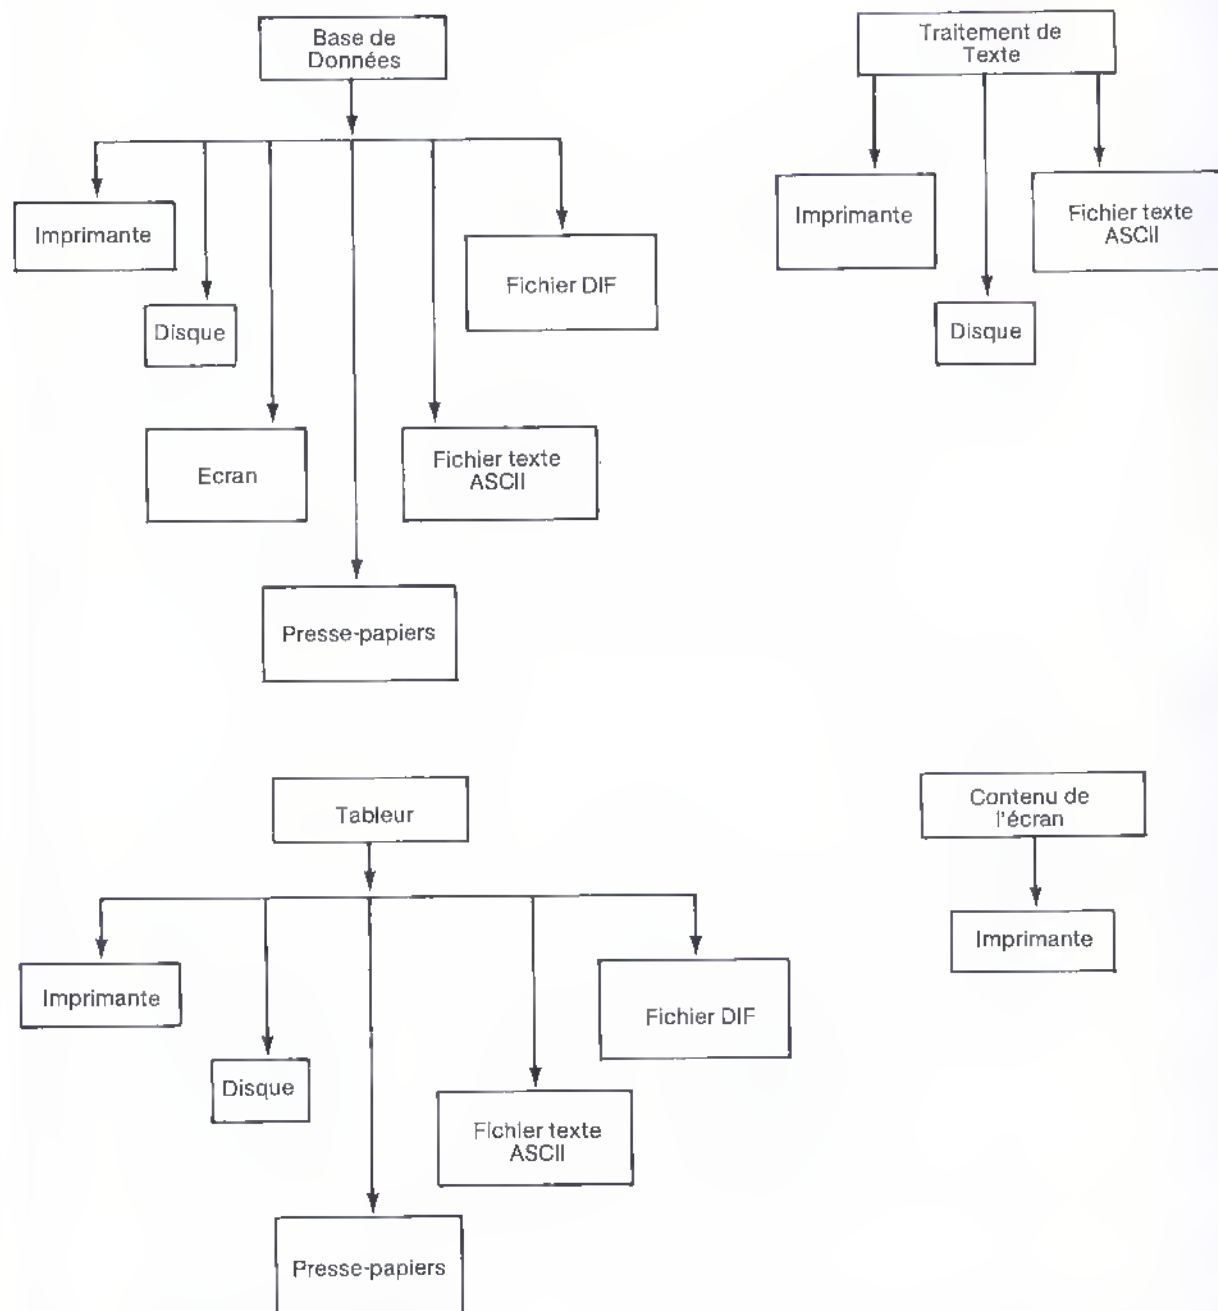 Base de
Données
Imprimante
Disque
Ecran
Presse-papiers
Fichier texte
ASCII
Fichier DIF
Traitement de
Texte
Imprimante
Disque
Fichier texte
ASCII
Tableur
Imprimante
Disque
Presse-papiers
Fichier texte
ASCII
Fichier DIF
Contenu de
l'écran
Imprimante